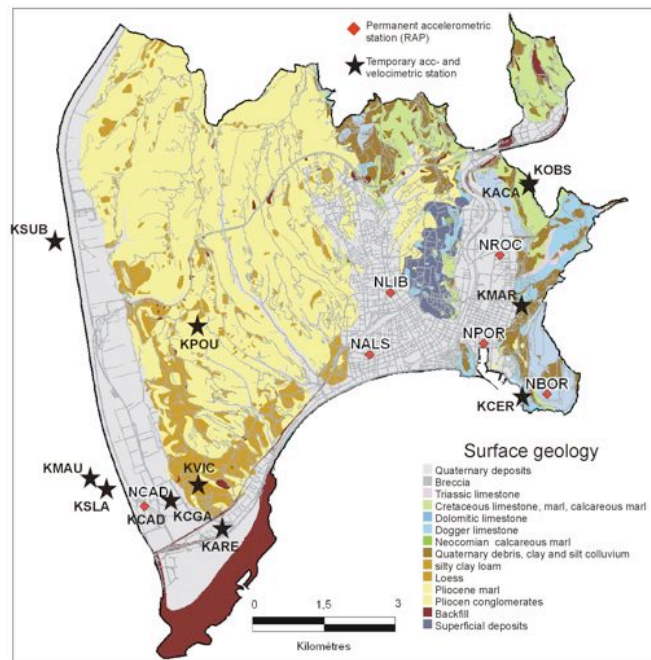 Permanent accelerometric
station (RAP)
Temporary acc- and
velocimetric station
KOBS
KACA
KSUB
NROC
NLIB
KMAR
KPOU
NPOR
NALS
NBOR
KCER
KMAU
KVIC
NCAD
KSLA
KCAD
KCGA
KARE
Surface geology
Quaternary deposits
Breccia
Triassic limestone
Cretaceous limestone, marl, calcareous marl
Dolomitic limestone
Dogger limestone
Neocomian calcareous marl
Quaternary debris, clay and silt colluvium
silty clay loam
Loess
Pliocene marl
Pliocen conglomerates
Backfill
Superficial deposits
0 1,5 3
Kilomètres